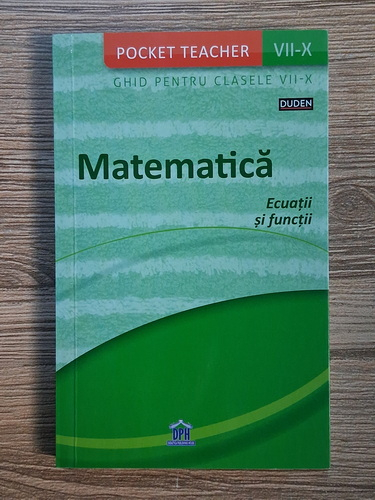 POCKET TEACHER VII-X
GHID PENTRU CLASELE VII-X
DUDEN
Matematică
Ecuații
și funcții
DPH